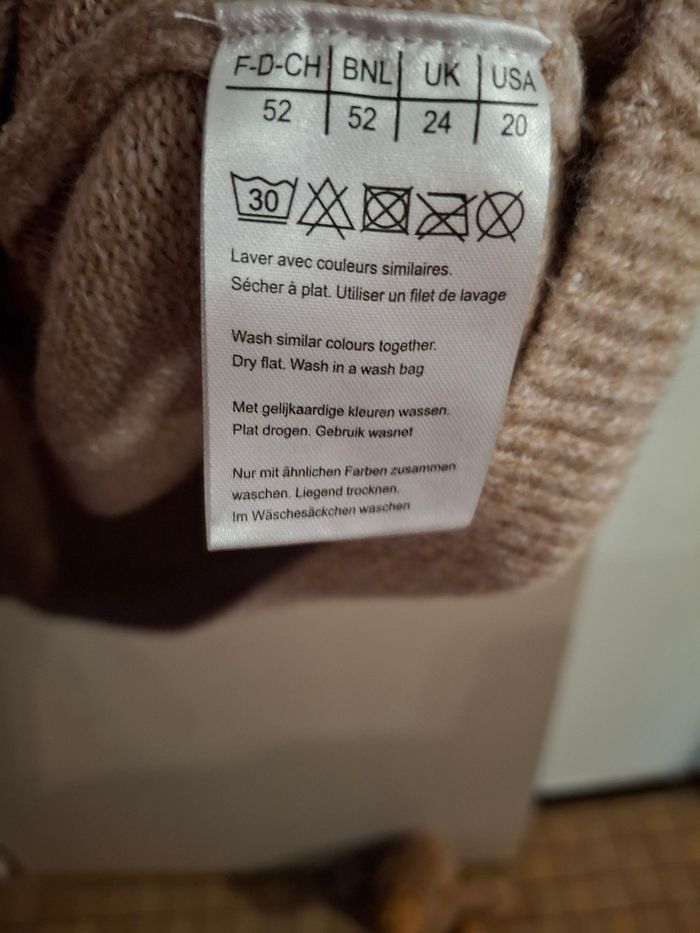 F-D-CH BNL UK USA
52 52 24 20
30
Laver avec couleurs similaires.
Sécher à plat. Utiliser un filet de lavage
Wash similar colours together.
Dry flat. Wash in a wash bag
Met gelijkaardige kleuren wassen.
Plat drogen. Gebruik wasnet
Nur mit ähnlichen Farben zusammen
waschen. Liegend trocknen.
Im Wäschesäckchen waschen